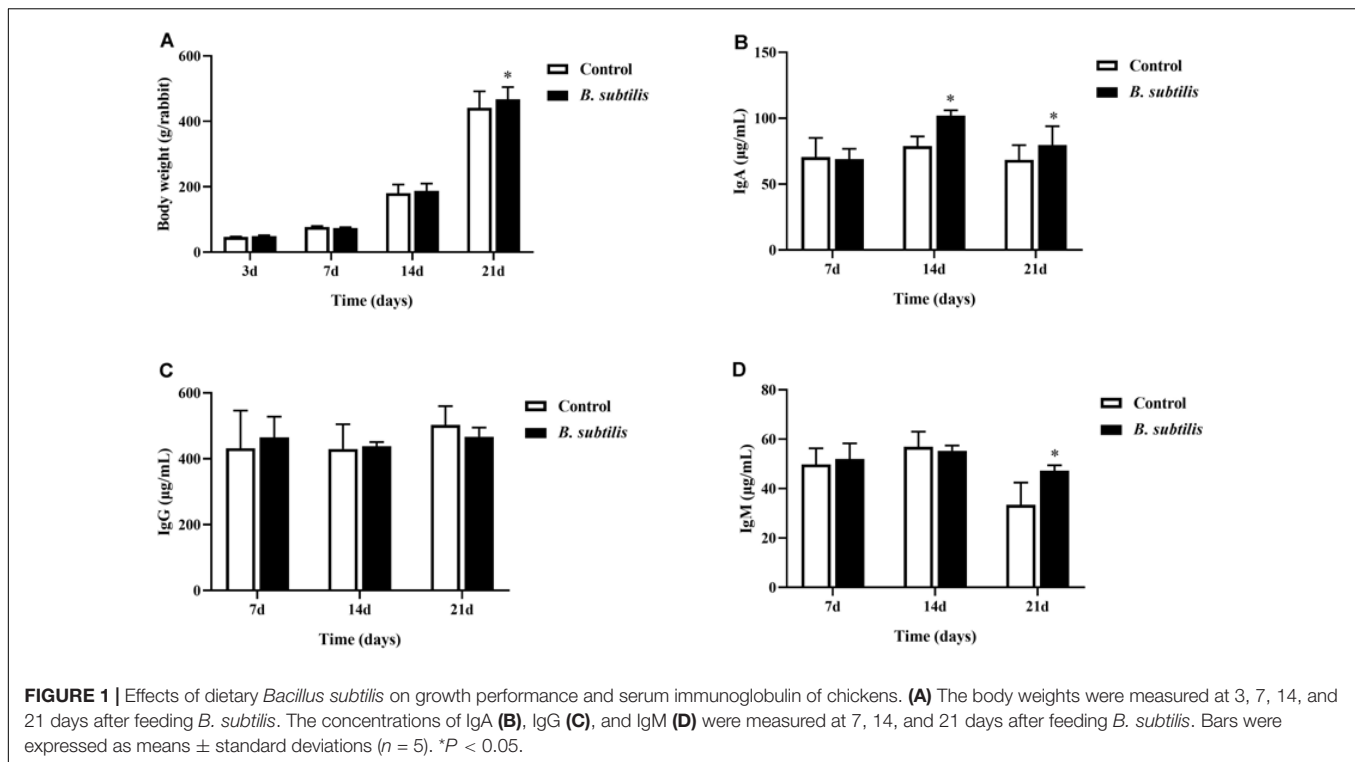 A
Body weight (g/rabbit)
600
400
200
0
3d 7d 14d 21d
Time (days)
Control
B. subtilis
*
B
IgA (µg/mL)
150
100
50
0
7d 14d 21d
Time (days)
Control
B. subtilis
* *
C
IgG (µg/mL)
600
400
200
0
7d 14d 21d
Time (days)
Control
B. subtilis
D
IgM (µg/mL)
80
60
40
20
0
7d 14d 21d
Time (days)
Control
B. subtilis
*
FIGURE 1 | Effects of dietary Bacillus subtilis on growth performance and serum immunoglobulin of chickens. (A) The body weights were measured at 3, 7, 14, and
21 days after feeding B. subtilis. The concentrations of IgA (B), IgG (C), and IgM (D) were measured at 7, 14, and 21 days after feeding B. subtilis. Bars were
expressed as means ± standard deviations (n = 5). *P < 0.05.